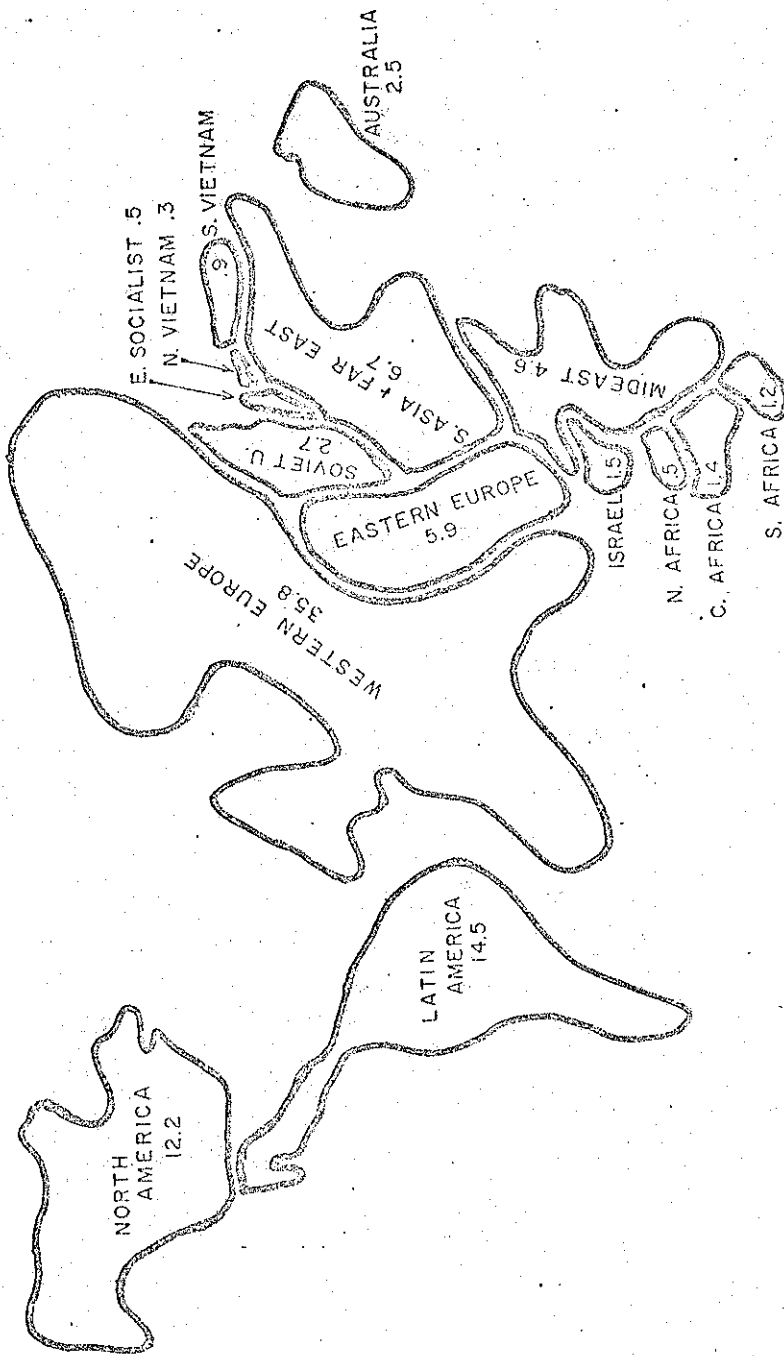 NORTH
AMERICA
12.2
LATIN
AMERICA
14.5
WESTERN EUROPE
35.8
EASTERN EUROPE
5.9
SOVIET U.
2.7
E. SOCIALIST .5
N. VIETNAM .3
.9 S. VIETNAM
S. ASIA + FAR EAST
6.7
AUSTRALIA
2.5
MIDEAST 4.6
ISRAEL 1.5
N. AFRICA .5
C. AFRICA 1.4
S. AFRICA 1.2